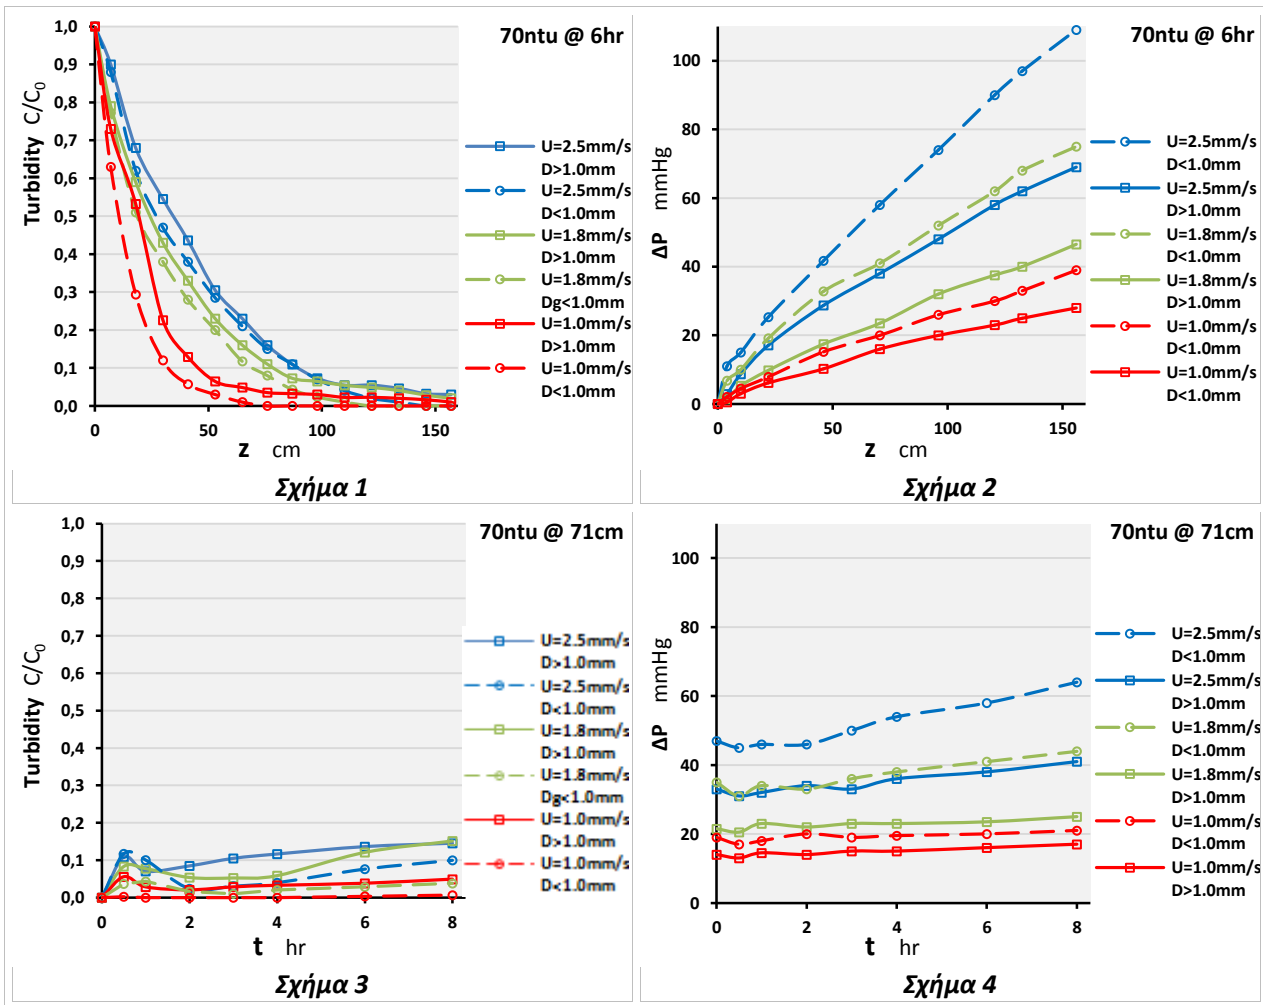 70ntu @ 6hr
Turbidity C/C0
1,0
0,9
0,8
0,7
0,6
0,5
0,4
0,3
0,2
0,1
0,0
0 50 100 150
z cm
U=2.5mm/s
D>1.0mm
U=2.5mm/s
D<1.0mm
U=1.8mm/s
D>1.0mm
U=1.8mm/s
Dg<1.0mm
U=1.0mm/s
D>1.0mm
U=1.0mm/s
D<1.0mm
Σχήμα 1
70ntu @ 6hr
ΔP mmHg
100
80
60
40
20
0
0 50 100 150
z cm
U=2.5mm/s
D<1.0mm
U=2.5mm/s
D>1.0mm
U=1.8mm/s
D<1.0mm
U=1.8mm/s
D>1.0mm
U=1.0mm/s
D<1.0mm
U=1.0mm/s
D<1.0mm
Σχήμα 2
70ntu @ 71cm
Turbidity C/C0
1,0
0,9
0,8
0,7
0,6
0,5
0,4
0,3
0,2
0,1
0,0
0 2 4 6 8
t hr
U=2.5mm/s
D>1.0mm
U=2.5mm/s
D<1.0mm
U=1.8mm/s
D>1.0mm
U=1.8mm/s
Dg<1.0mm
U=1.0mm/s
D>1.0mm
U=1.0mm/s
D<1.0mm
Σχήμα 3
70ntu @ 71cm
ΔP mmHg
100
80
60
40
20
0
0 2 4 6 8
t hr
U=2.5mm/s
D<1.0mm
U=2.5mm/s
D>1.0mm
U=1.8mm/s
D<1.0mm
U=1.8mm/s
D>1.0mm
U=1.0mm/s
D<1.0mm
U=1.0mm/s
D>1.0mm
Σχήμα 4